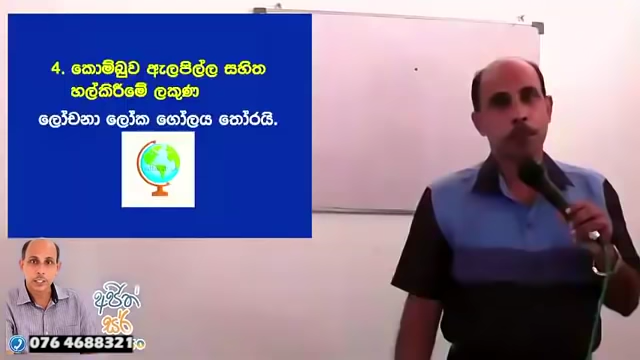 4. කොම්බුව ඇලපිල්ල සහිත
හල්කිරීමේ ලකුණ
ලෝචනා ලෝක ගෝලය තෝරයි.
අජිත්
සර්
076 4688321